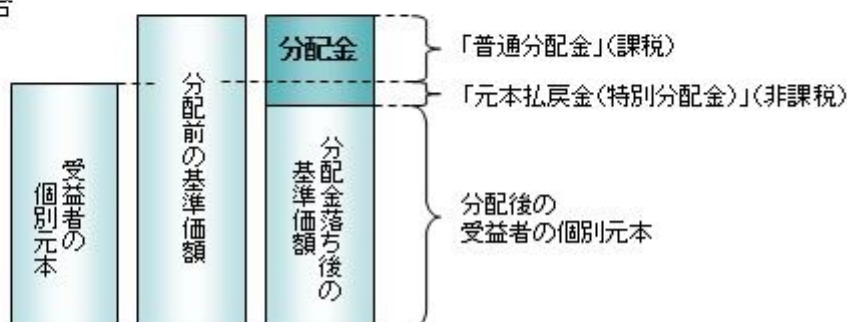 合
受益者の
個別元本
分配前の基準価額
分配金
分配金落ち後の
基準価額
「普通分配金」(課税)
「元本払戻金(特別分配金)」(非課税)
分配後の
受益者の個別元本